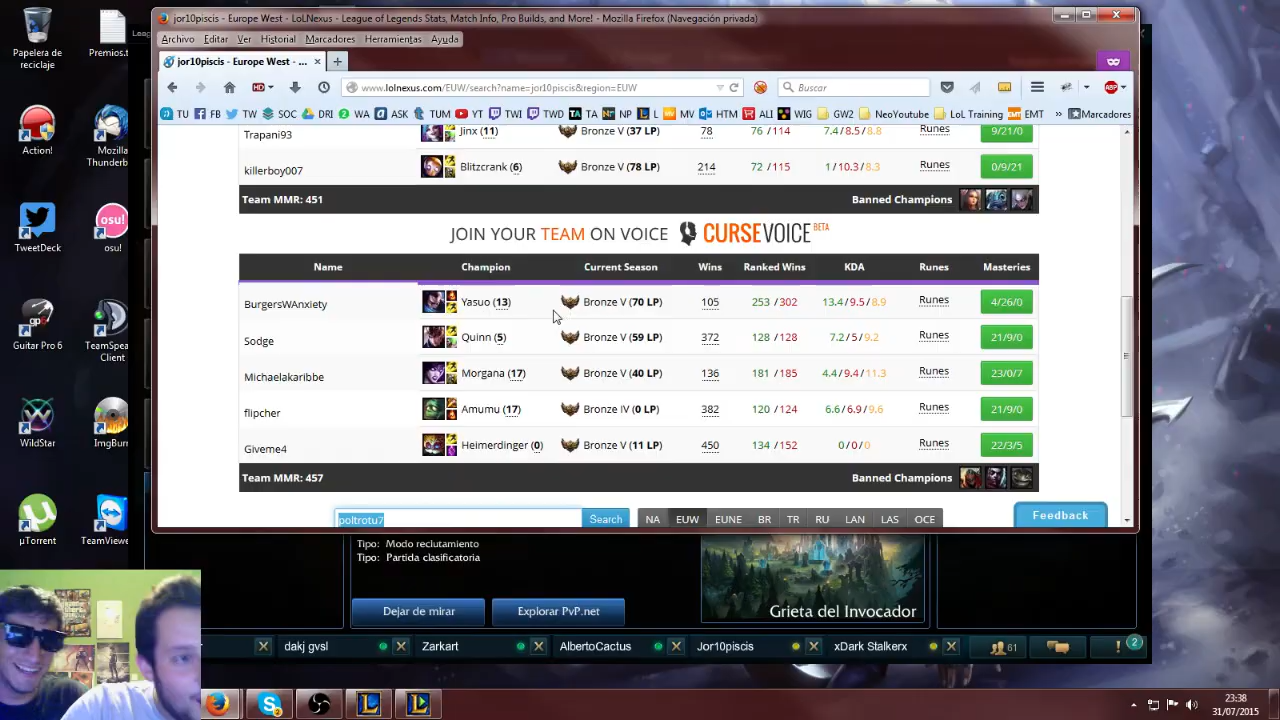 jor10piscis - Europe West - LoLNexus - League of Legends Stats, Match Info, Pro Builds, and More! - Mozilla Firefox (Navegación privada)
Archivo Editar Ver Historial Marcadores Herramientas Ayuda
jor10piscis - Europe West - ...
www.lolnexus.com/EUW/search?name=jor10piscis&region=EUW
Buscar
TU FB TW SOC DRI WA ASK TUM YT TWI TWD TA NP L MV HTM ALI WIG GW2 NeoYoutube LoL Training EMT Marcadores
Trapani93 Jinx (11) Bronze V (37 LP) 78 76 /114 7.4/8.5/8.8 Runes 9/21/0
killerboy007 Blitzcrank (6) Bronze V (78 LP) 214 72 /115 1/10.3/8.3 Runes 0/9/21
Team MMR: 451 Banned Champions
JOIN YOUR TEAM ON VOICE CURSEVOICE BETA
Name Champion Current Season Wins Ranked Wins KDA Runes Masteries
BurgersWAnxiety Yasuo (13) Bronze V (70 LP) 105 253 / 302 13.4/9.5/8.9 Runes 4/26/0
Sodge Quinn (5) Bronze V (59 LP) 372 128 /128 7.2/5/9.2 Runes 21/9/0
Michaelakaribbe Morgana (17) Bronze V (40 LP) 136 181 /185 4.4/9.4/11.3 Runes 23/0/7
flipcher Amumu (17) Bronze IV (0 LP) 382 120 /124 6.6/6.9/9.6 Runes 21/9/0
Giveme4 Heimerdinger (0) Bronze V (11 LP) 450 134 /152 0/0/0 Runes 22/3/5
Team MMR: 457 Banned Champions
poltrotu7 Search NA EUW EUNE BR TR RU LAN LAS OCE
Feedback
Tipo: Modo reclutamiento
Tipo: Partida clasificatoria
Dejar de mirar Explorar PvP.net
Grieta del Invocador
dakj gvsl Zarkart AlbertoCactus Jor10piscis xDark Stalkerx 61 2
Papelera de reciclaje
Premios.t
Action!
Mozilla Thunderb
TweetDeck
osu!
Guitar Pro 6
TeamSpea Client
WildStar
ImgBurn
µTorrent
TeamViewe
23:38
31/07/2015